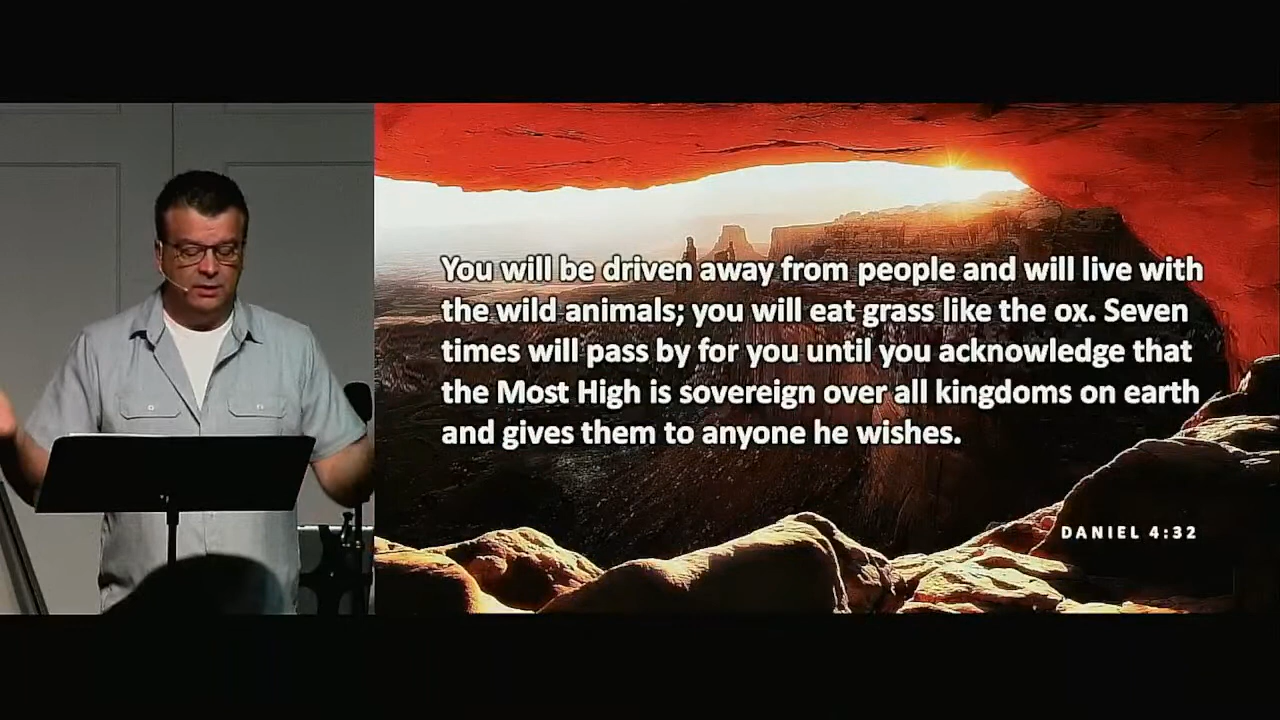 You will be driven away from people and will live with
the wild animals; you will eat grass like the ox. Seven
times will pass by for you until you acknowledge that
the Most High is sovereign over all kingdoms on earth
and gives them to anyone he wishes.
DANIEL 4:32